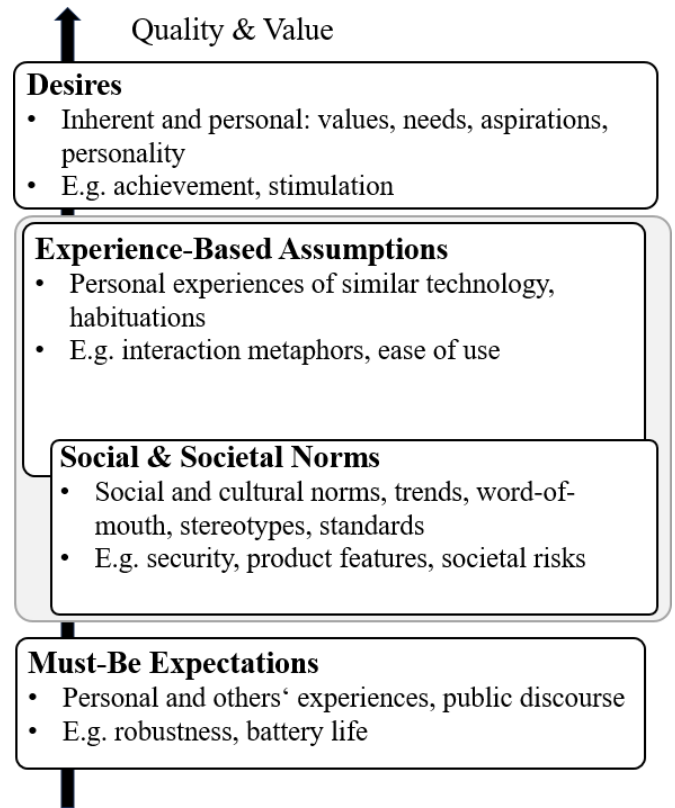 Quality & Value
Desires
• Inherent and personal: values, needs, aspirations,
personality
• E.g. achievement, stimulation
Experience-Based Assumptions
• Personal experiences of similar technology,
habituations
• E.g. interaction metaphors, ease of use
Social & Societal Norms
• Social and cultural norms, trends, word-of-
mouth, stereotypes, standards
• E.g. security, product features, societal risks
Must-Be Expectations
• Personal and others‘ experiences, public discourse
• E.g. robustness, battery life